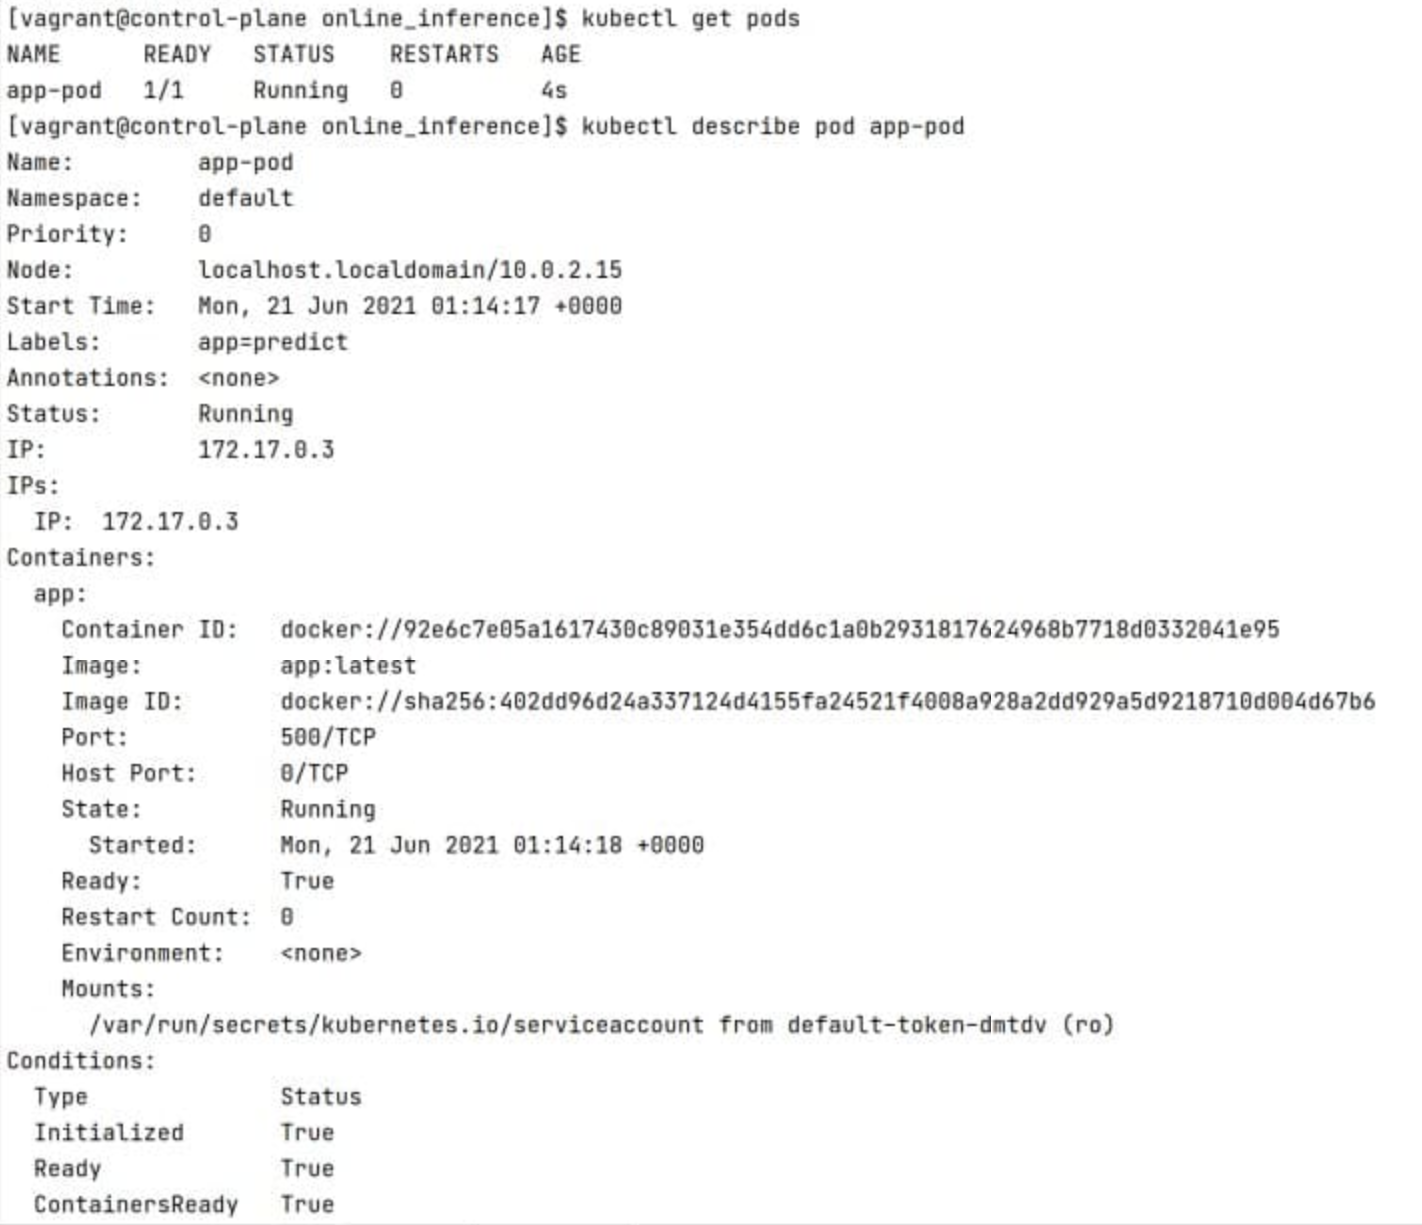 [vagrant@control-plane online_inference]$ kubectl get pods
NAME      READY   STATUS    RESTARTS   AGE
app-pod   1/1     Running   0          4s
[vagrant@control-plane online_inference]$ kubectl describe pod app-pod
Name:         app-pod
Namespace:    default
Priority:     0
Node:         localhost.localdomain/10.0.2.15
Start Time:   Mon, 21 Jun 2021 01:14:17 +0000
Labels:       app=predict
Annotations:  <none>
Status:       Running
IP:           172.17.0.3
IPs:
  IP:  172.17.0.3
Containers:
  app:
    Container ID:   docker://92e6c7e05a1617430c89031e354dd6c1a0b2931817624968b7718d0332041e95
    Image:          app:latest
    Image ID:       docker://sha256:402dd96d24a337124d4155fa24521f4008a928a2dd929a5d9218710d004d67b6
    Port:           500/TCP
    Host Port:      0/TCP
    State:          Running
      Started:      Mon, 21 Jun 2021 01:14:18 +0000
    Ready:          True
    Restart Count:  0
    Environment:    <none>
    Mounts:
      /var/run/secrets/kubernetes.io/serviceaccount from default-token-dmtdv (ro)
Conditions:
  Type              Status
  Initialized       True
  Ready             True
  ContainersReady   True